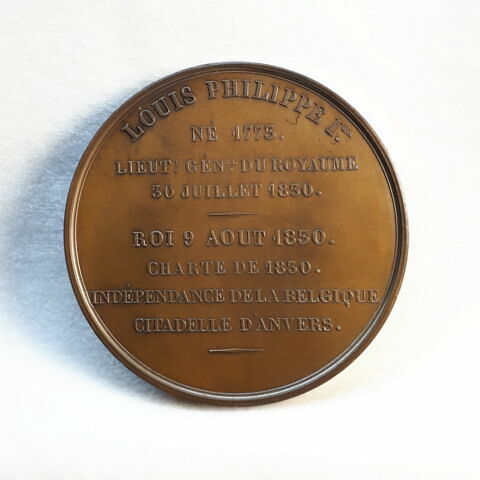 LOUIS PHILIPPE Iᴱᴿ
NÉ 1773.
LIEUTᵀ GÉNᴬᴸ DU ROYAUME
30 JUILLET 1830.
ROI 9 AOUT 1830.
CHARTE DE 1830.
INDÉPENDANCE DE LA BELGIQUE
CITADELLE D'ANVERS.